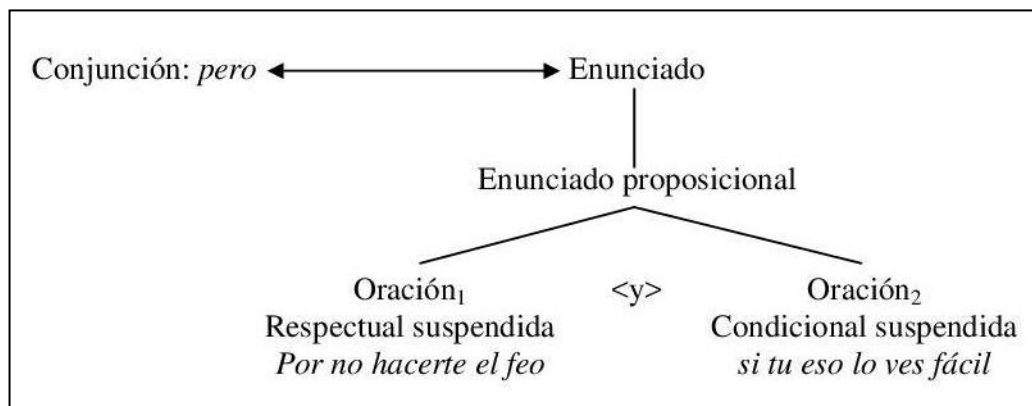 Conjunción: pero Enunciado
Enunciado proposicional
Oración₁ <y> Oración₂
Respectual suspendida Condicional suspendida
Por no hacerte el feo si tu eso lo ves fácil